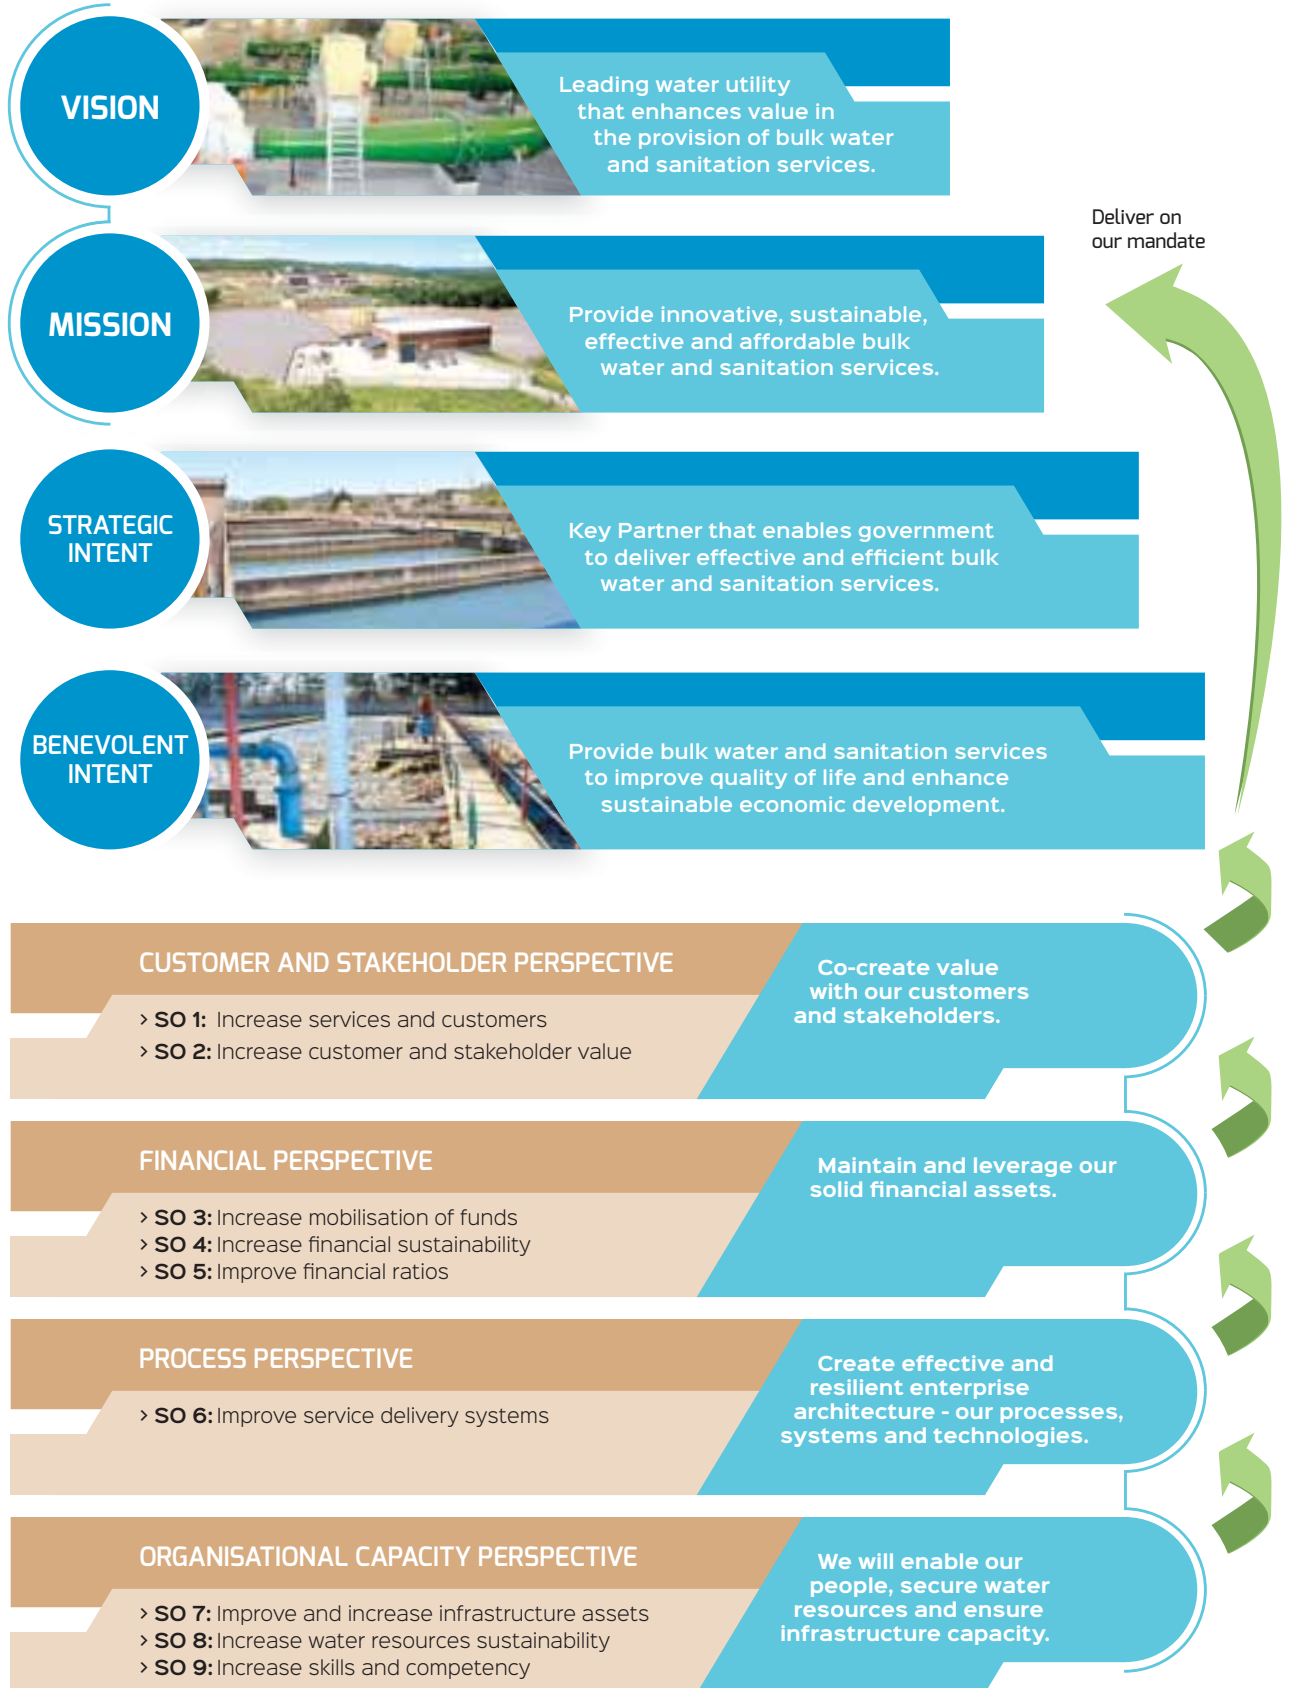 VISION
Leading water utility
that enhances value in
the provision of bulk water
and sanitation services.
Deliver on
our mandate
MISSION
Provide innovative, sustainable,
effective and affordable bulk
water and sanitation services.
STRATEGIC
INTENT
Key Partner that enables government
to deliver effective and efficient bulk
water and sanitation services.
BENEVOLENT
INTENT
Provide bulk water and sanitation services
to improve quality of life and enhance
sustainable economic development.
CUSTOMER AND STAKEHOLDER PERSPECTIVE
> SO 1: Increase services and customers
> SO 2: Increase customer and stakeholder value
Co-create value
with our customers
and stakeholders.
FINANCIAL PERSPECTIVE
> SO 3: Increase mobilisation of funds
> SO 4: Increase financial sustainability
> SO 5: Improve financial ratios
Maintain and leverage our
solid financial assets.
PROCESS PERSPECTIVE
> SO 6: Improve service delivery systems
Create effective and
resilient enterprise
architecture - our processes,
systems and technologies.
ORGANISATIONAL CAPACITY PERSPECTIVE
> SO 7: Improve and increase infrastructure assets
> SO 8: Increase water resources sustainability
> SO 9: Increase skills and competency
We will enable our
people, secure water
resources and ensure
infrastructure capacity.